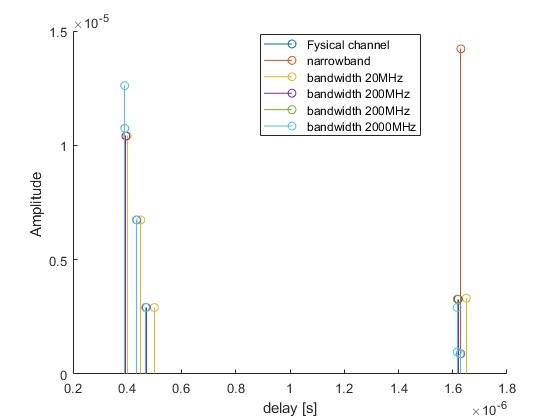 ×10⁻⁵
1.5
1
0.5
0
Amplitude
Fysical channel
narrowband
bandwidth 20MHz
bandwidth 200MHz
bandwidth 200MHz
bandwidth 2000MHz
0.2 0.4 0.6 0.8 1 1.2 1.4 1.6 1.8
delay [s]
×10⁻⁶